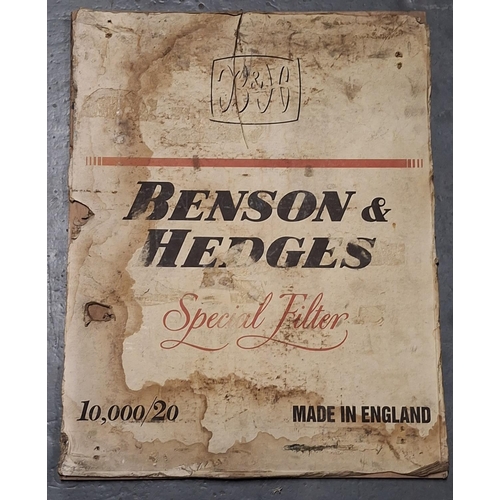 B&H
BENSON &
HEDGES
Special Filter
10,000/20
MADE IN ENGLAND